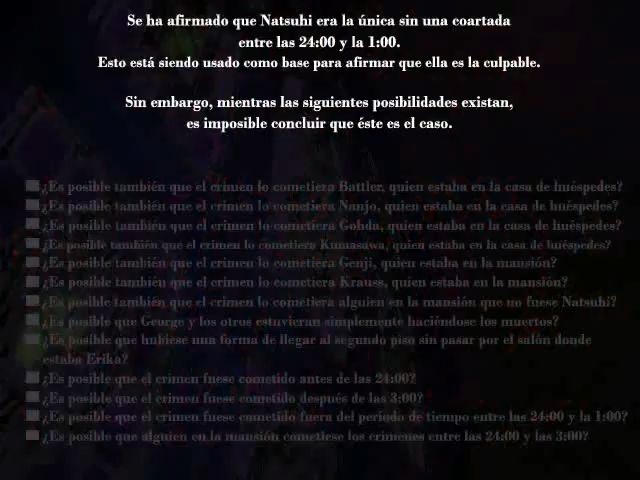 Se ha afirmado que Natsuhi era la única sin una coartada
entre las 24:00 y la 1:00.
Esto está siendo usado como base para afirmar que ella es la culpable.
Sin embargo, mientras las siguientes posibilidades existan,
es imposible concluir que éste es el caso.
¿Es posible también que el crimen lo cometiera Battler, quien estaba en la casa de huéspedes?
¿Es posible también que el crimen lo cometiera Nanjo, quien estaba en la casa de huéspedes?
¿Es posible también que el crimen lo cometiera Gohda, quien estaba en la casa de huéspedes?
¿Es posible también que el crimen lo cometiera Kumasawa, quien estaba en la casa de huéspedes?
¿Es posible también que el crimen lo cometiera Genji, quien estaba en la mansión?
¿Es posible también que el crimen lo cometiera Krauss, quien estaba en la mansión?
¿Es posible también que el crimen lo cometiera alguien en la mansión que no fuese Natsuhi?
¿Es posible que George y los otros estuvieran simplemente haciéndose los muertos?
¿Es posible que hubiese una forma de llegar al segundo piso sin pasar por el salón donde
estaba Erika?
¿Es posible que el crimen fuese cometido antes de las 24:00?
¿Es posible que el crimen fuese cometido después de las 3:00?
¿Es posible que el crimen fuese cometido fuera del período de tiempo entre las 24:00 y la 1:00?
¿Es posible que alguien en la mansión cometiese los crímenes entre las 24:00 y las 3:00?